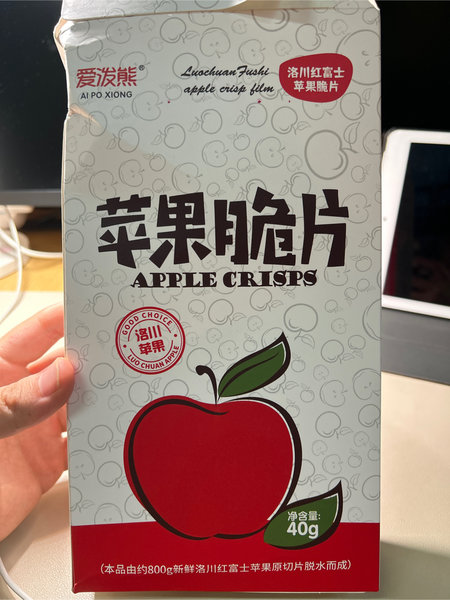 爱泼熊®
AI PO XIONG
LuochuanFushi
apple crisp film
洛川红富士
苹果脆片
苹果脆片
APPLE CRISPS
GOOD CHOICE
洛川
苹果
LUO CHUAN APPLE
净含量:
40g
(本品由约800g新鲜洛川红富士苹果原切片脱水而成)